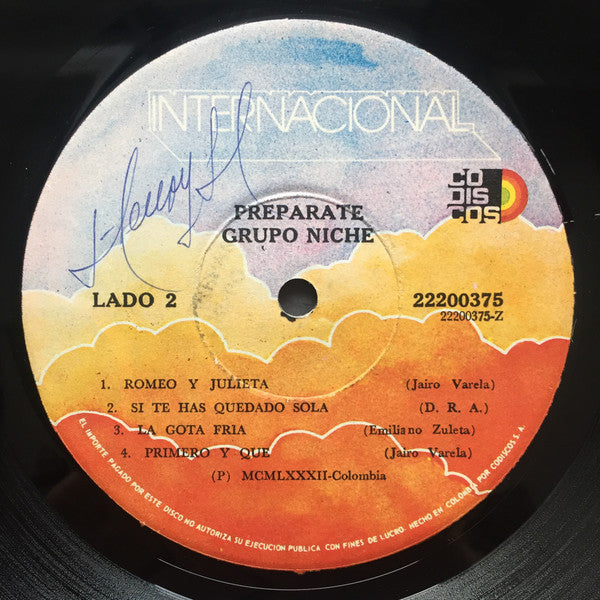 INTERNACIONAL
CO
DIS
COS
PREPARATE
GRUPO NICHE
LADO 2
22200375
22200375-Z
1. ROMEO Y JULIETA (Jairo Varela)
2. SI TE HAS QUEDADO SOLA (D. R. A.)
3. LA GOTA FRIA (Emiliano Zuleta)
4. PRIMERO Y QUE (Jairo Varela)
(P) MCMLXXXII-Colombia
EL IMPORTE PAGADO POR ESTE DISCO NO AUTORIZA SU EJECUCION PUBLICA CON FINES DE LUCRO. HECHO EN COLOMBIA POR CODISCOS S.A.